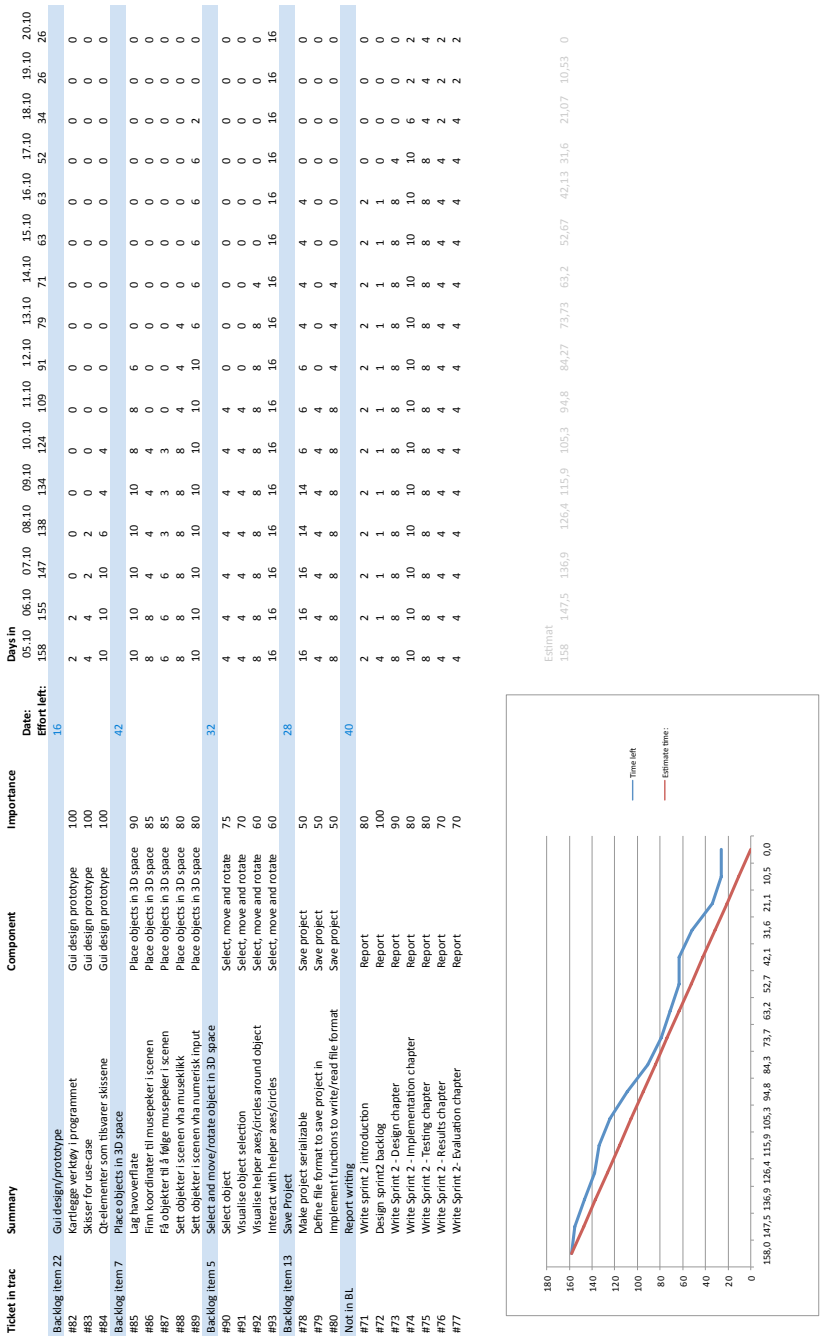 Days in
Ticket in trac Summary Component Importance Date: 05.10 06.10 07.10 08.10 09.10 10.10 11.10 12.10 13.10 14.10 15.10 16.10 17.10 18.10 19.10 20.10
Effort left: 158 155 147 138 134 124 109 91 79 71 63 63 52 34 26 26
Backlog item 22 Gui design/prototype 16
#82 Kartlegge verktøy i programmet Gui design prototype 100 2 2 0 0 0 0 0 0 0 0 0 0 0 0 0 0
#83 Skisser for use-case Gui design prototype 100 4 4 2 2 0 0 0 0 0 0 0 0 0 0 0 0
#84 Qt-elementer som tilsvarer skissene Gui design prototype 100 10 10 10 6 4 4 0 0 0 0 0 0 0 0 0 0
Backlog item 7 Place objects in 3D space 42
#85 Lag havoverflate Place objects in 3D space 90 10 10 10 10 10 8 8 6 0 0 0 0 0 0 0 0
#86 Finn koordinater til musepeker i scenen Place objects in 3D space 85 8 8 4 4 4 4 0 0 0 0 0 0 0 0 0 0
#87 Få objekter til å følge musepeker i scenen Place objects in 3D space 85 6 6 6 3 3 3 0 0 0 0 0 0 0 0 0 0
#88 Sett objekter i scenen vha museklikk Place objects in 3D space 80 8 8 8 8 8 8 4 4 4 0 0 0 0 0 0 0
#89 Sett objekter i scenen vha numerisk input Place objects in 3D space 80 10 10 10 10 10 10 10 10 6 6 6 6 6 2 0 0
Backlog item 5 Select and move/rotate object in 3D space 32
#90 Select object Select, move and rotate 75 4 4 4 4 4 4 4 0 0 0 0 0 0 0 0 0
#91 Visualise object selection Select, move and rotate 70 4 4 4 4 4 4 4 0 0 0 0 0 0 0 0 0
#92 Visualise helper axes/circles around object Select, move and rotate 60 8 8 8 8 8 8 8 8 8 4 0 0 0 0 0 0
#93 Interact with helper axes/circles Select, move and rotate 60 16 16 16 16 16 16 16 16 16 16 16 16 16 16 16 16
Backlog item 13 Save Project 28
#78 Make project serializable Save project 50 16 16 16 14 14 6 6 6 4 4 4 4 0 0 0 0
#79 Define file format to save project in Save project 50 4 4 4 4 4 4 4 0 0 0 0 0 0 0 0 0
#80 Implement functions to write/read file format Save project 50 8 8 8 8 8 8 8 4 4 4 0 0 0 0 0 0
Not in BL Report writing 40
#71 Write sprint 2 introduction Report 80 2 2 2 2 2 2 2 2 2 2 2 2 0 0 0 0
#72 Design sprint2 backlog Report 100 4 1 1 1 1 1 1 1 1 1 1 1 0 0 0 0
#73 Write Sprint 2 - Design chapter Report 90 8 8 8 8 8 8 8 8 8 8 8 8 4 0 0 0
#74 Write Sprint 2 - Implementation chapter Report 80 10 10 10 10 10 10 10 10 10 10 10 10 10 6 2 2
#75 Write Sprint 2 - Testing chapter Report 80 8 8 8 8 8 8 8 8 8 8 8 8 8 4 4 4
#76 Write Sprint 2 - Results chapter Report 70 4 4 4 4 4 4 4 4 4 4 4 4 4 2 2 2
#77 Write Sprint 2- Evaluation chapter Report 70 4 4 4 4 4 4 4 4 4 4 4 4 4 4 2 2
Estimat
158 147,5 136,9 126,4 115,9 105,3 94,8 84,27 73,73 63,2 52,67 42,13 31,6 21,07 10,53 0
180
160
140
120
100
80
60
40
20
0
158,0 147,5 136,9 126,4 115,9 105,3 94,8 84,3 73,7 63,2 52,7 42,1 31,6 21,1 10,5 0,0
Time left
Estimate time: